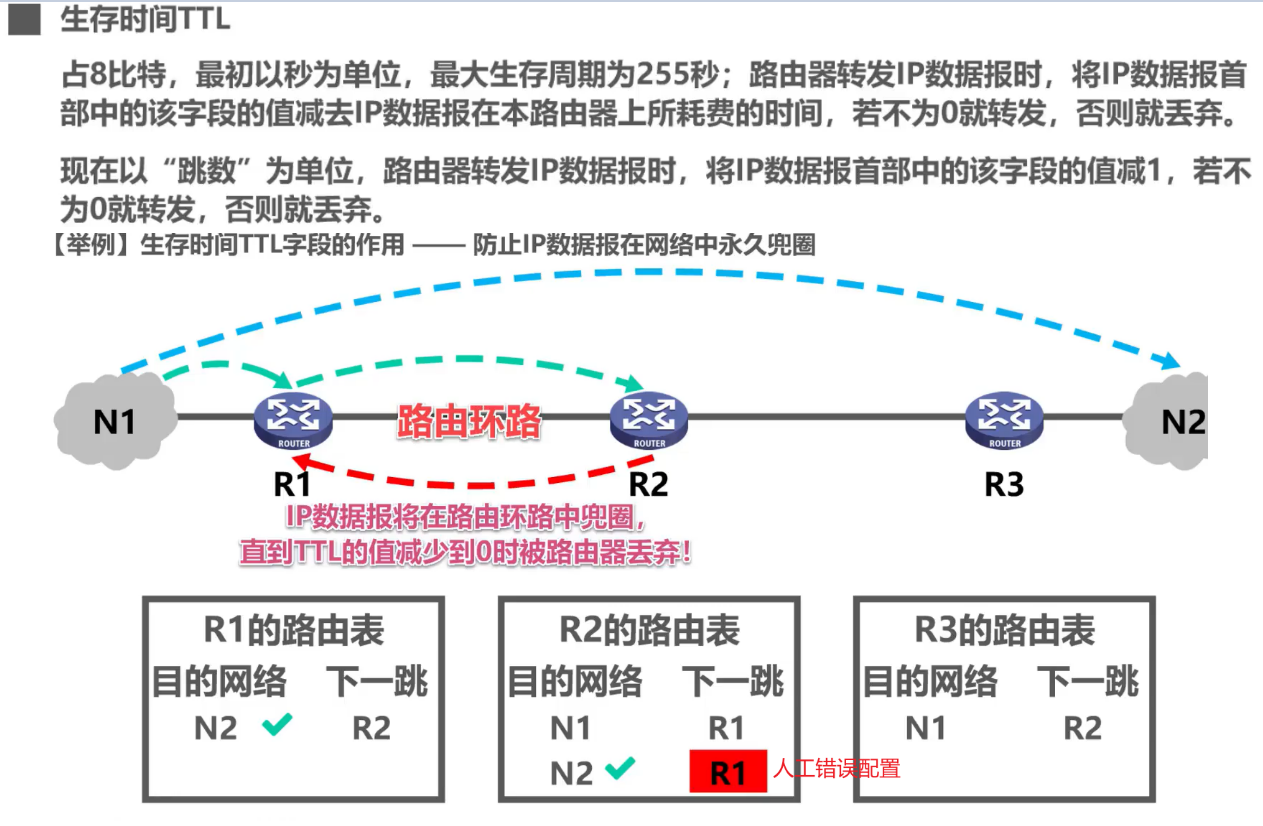 生存时间TTL
占8比特，最初以秒为单位，最大生存周期为255秒；路由器转发IP数据报时，将IP数据报首
部中的该字段的值减去IP数据报在本路由器上所耗费的时间，若不为0就转发，否则就丢弃。
现在以“跳数”为单位，路由器转发IP数据报时，将IP数据报首部中的该字段的值减1，若不
为0就转发，否则就丢弃。
【举例】生存时间TTL字段的作用 —— 防止IP数据报在网络中永久兜圈
N1
ROUTER
路由环路
ROUTER
ROUTER
N2
R1
R2
R3
IP数据报将在路由环路中兜圈，
直到TTL的值减少到0时被路由器丢弃！
R1的路由表
目的网络 下一跳
N2 R2
R2的路由表
目的网络 下一跳
N1 R1
N2 R1
人工错误配置
R3的路由表
目的网络 下一跳
N1 R2